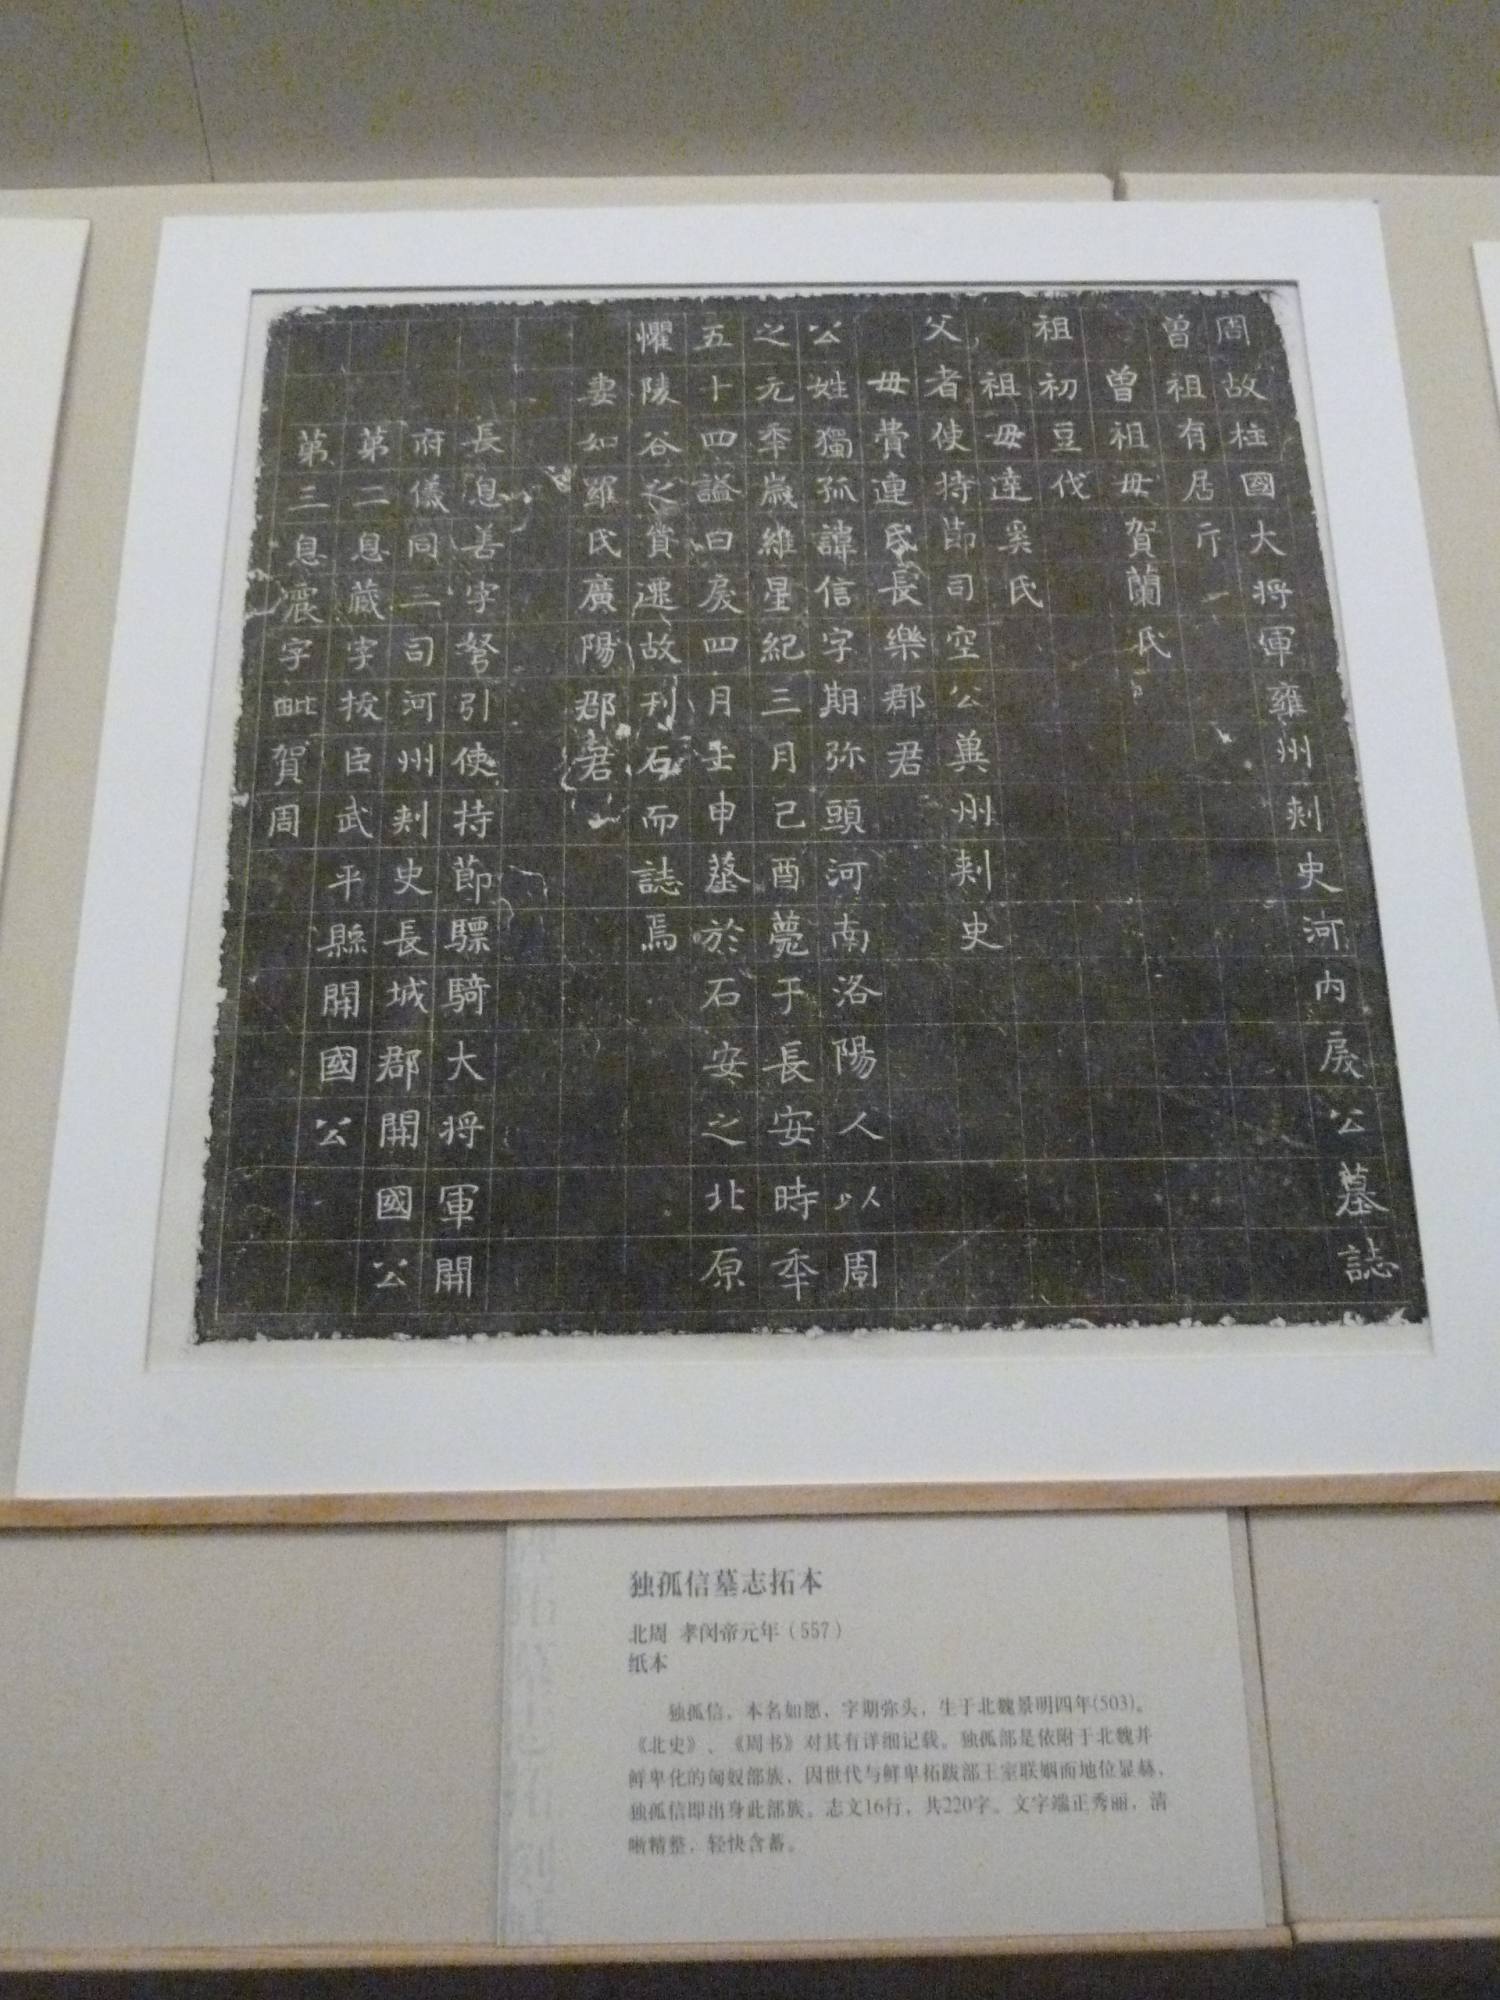 周故柱國大将軍雍州刾史河內戾公墓誌
曾祖有居斤
曾祖母賀蘭氏
祖初豆伐
祖母達奚氏
父者使持節司空公兾州刾史
母費連氏長樂郡君
公姓獨孤諱信字期弥頭河南洛陽人以周
之元秊歲維星紀三月己酉薨于長安時秊
五十四謚曰戾四月壬申塟於石安之北原
懼陵谷之貿遷故刋石而誌焉
妻如羅氏廣陽郡君
長息善字弩引使持節驃騎大将軍開
府儀同三司河州刾史長城郡開國公
苐二息藏字拔臣武平縣開國公
苐三息震字毗賀周
独孤信墓志拓本
北周 孝闵帝元年（557）
纸本
独孤信，本名如愿，字期弥头，生于北魏景明四年(503)。
《北史》、《周书》对其有详细记载。独孤部是依附于北魏并
鲜卑化的匈奴部族，因世代与鲜卑拓跋部王室联姻而地位显赫，
独孤信即出身此部族。志文16行，共220字。文字端正秀丽，清
晰精整，轻快含蓄。